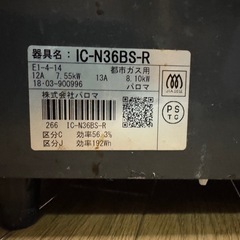 器具名：IC-N36BS-R
E1-4-14 都市ガス用
12A 7.55kW 13A 8.10kW
18·03-900996 パロマ
株式会社パロマ
266 IC-N36BS-R
区分C 効率56.3%
区分J 効率192Wh
PS
TG